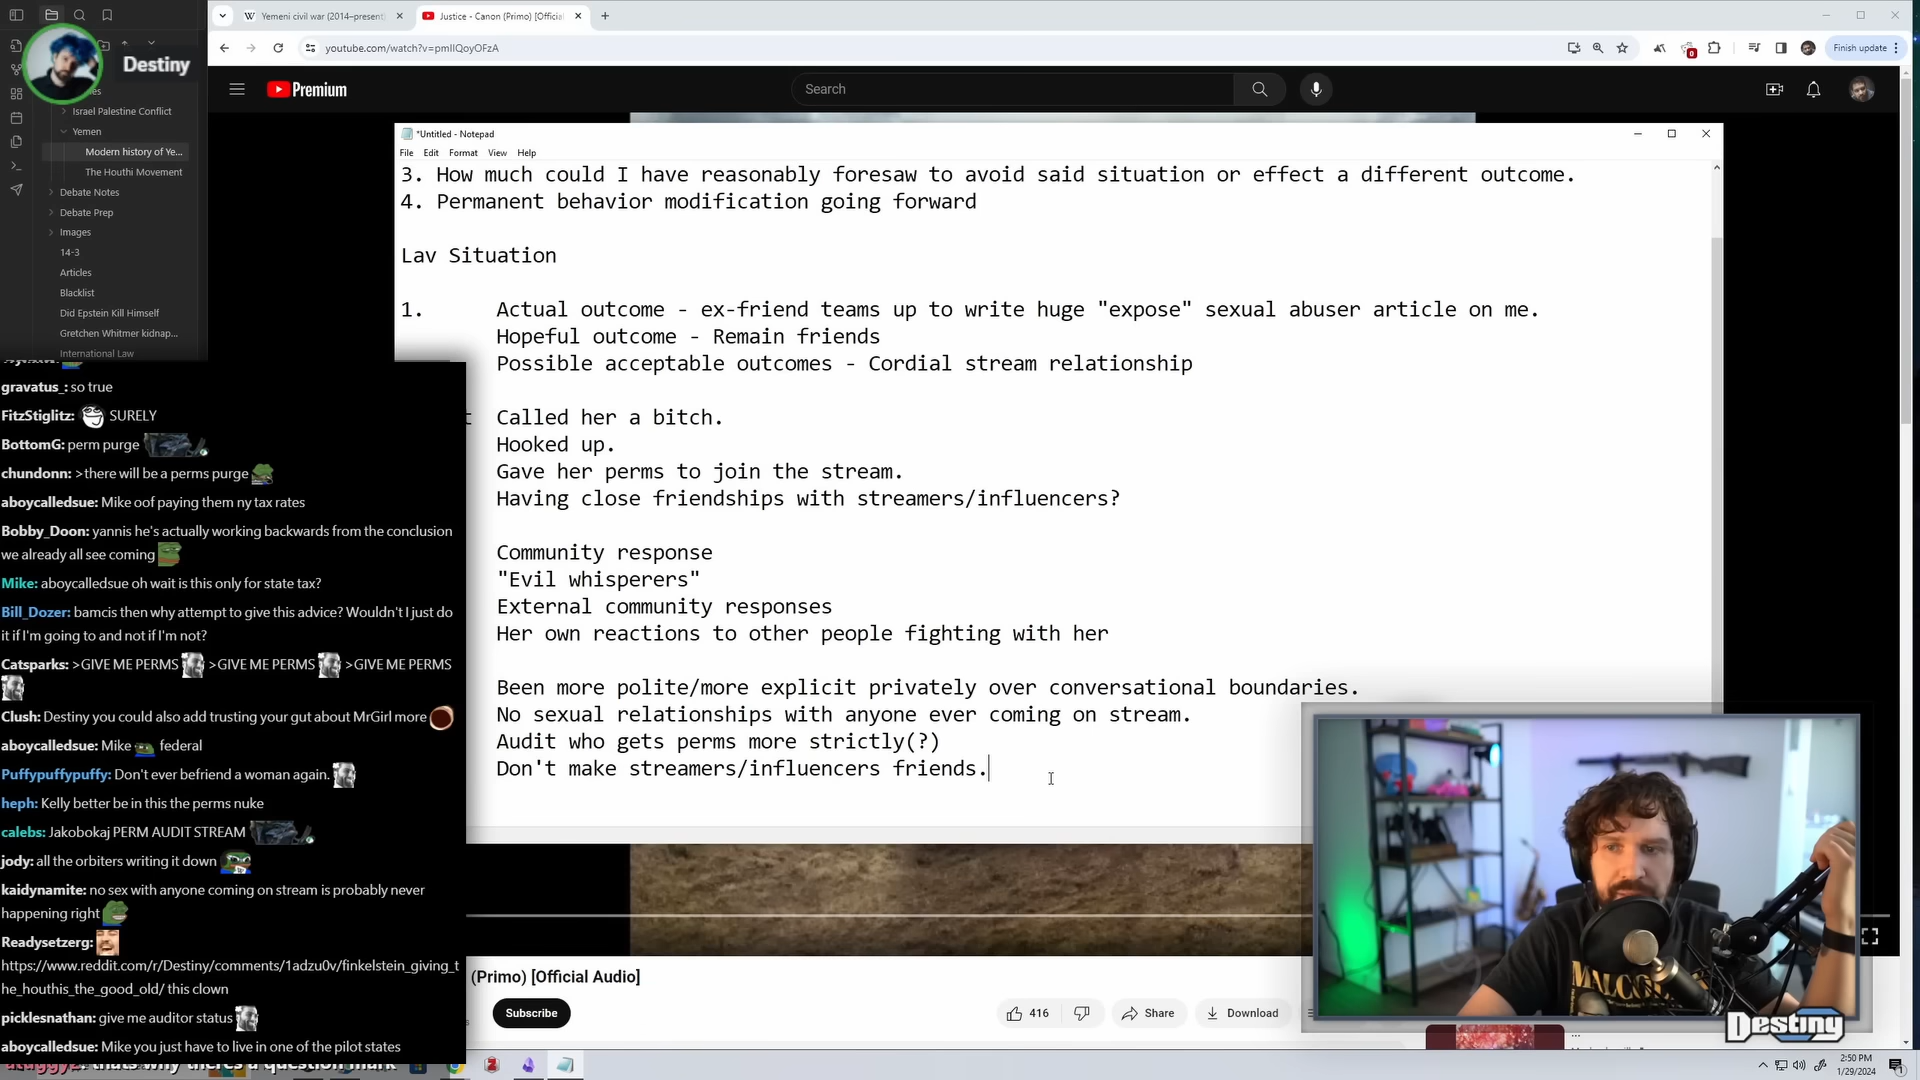 Yemeni civil war (2014–present)
Justice - Canon (Primo) [Official
youtube.com/watch?v=pmIlQoyOFzA
Finish update
Destiny
Israel Palestine Conflict
Yemen
Modern history of Ye...
The Houthi Movement
Debate Notes
Debate Prep
Images
14-3
Articles
Blacklist
Did Epstein Kill Himself
Gretchen Whitmer kidnap...
International Law
Premium
Search
*Untitled - Notepad
File Edit Format View Help
3. How much could I have reasonably foresaw to avoid said situation or effect a different outcome.
4. Permanent behavior modification going forward
Lav Situation
1. Actual outcome - ex-friend teams up to write huge "expose" sexual abuser article on me.
Hopeful outcome - Remain friends
Possible acceptable outcomes - Cordial stream relationship
Called her a bitch.
Hooked up.
Gave her perms to join the stream.
Having close friendships with streamers/influencers?
Community response
"Evil whisperers"
External community responses
Her own reactions to other people fighting with her
Been more polite/more explicit privately over conversational boundaries.
No sexual relationships with anyone ever coming on stream.
Audit who gets perms more strictly(?)
Don't make streamers/influencers friends.
gravatus_: so true
FitzStiglitz: SURELY
BottomG: perm purge
chundonn: >there will be a perms purge
aboycalledsue: Mike oof paying them ny tax rates
Bobby_Doon: yannis he's actually working backwards from the conclusion
we already all see coming
Mike: aboycalledsue oh wait is this only for state tax?
Bill_Dozer: bamcis then why attempt to give this advice? Wouldn't I just do
it if I'm going to and not if I'm not?
Catsparks: >GIVE ME PERMS >GIVE ME PERMS >GIVE ME PERMS
Clush: Destiny you could also add trusting your gut about MrGirl more
aboycalledsue: Mike federal
Puffypuffypuffy: Don't ever befriend a woman again.
heph: Kelly better be in this the perms nuke
calebs: Jakobokaj PERM AUDIT STREAM
jody: all the orbiters writing it down
kaidynamite: no sex with anyone coming on stream is probably never
happening right
Readysetzerg:
https://www.reddit.com/r/Destiny/comments/1adzu0v/finkelstein_giving_t
he_houthis_the_good_old/ this clown
picklesnathan: give me auditor status
aboycalledsue: Mike you just have to live in one of the pilot states
thats why theres a question mark
(Primo) [Official Audio]
Subscribe
416
Share
Download
Destiny
2:50 PM
1/29/2024